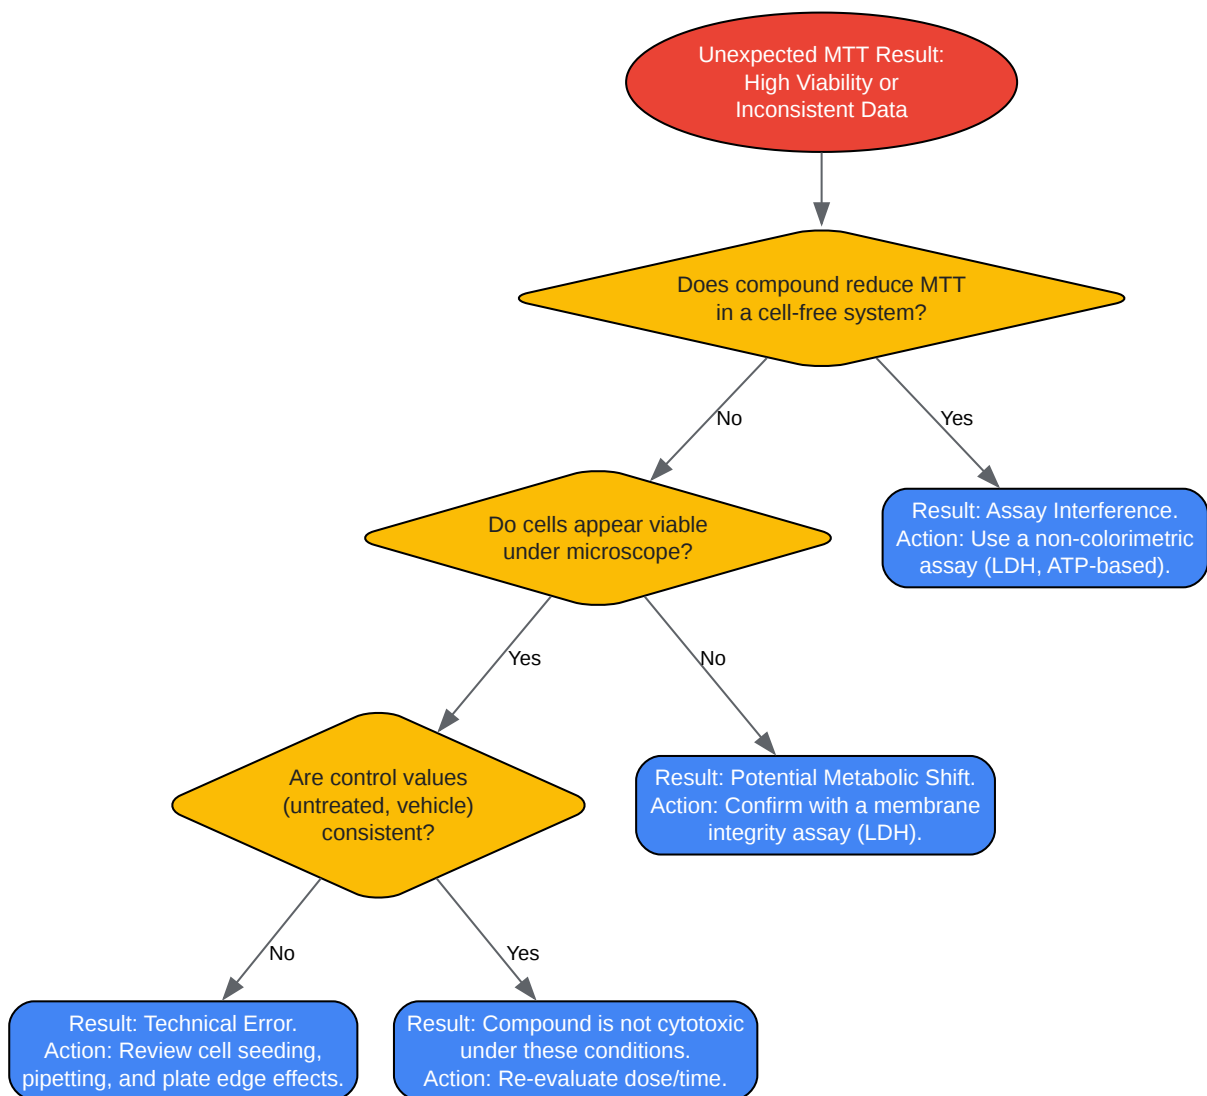 Unexpected MTT Result:
High Viability or
Inconsistent Data
Does compound reduce MTT
in a cell-free system?
No
Yes
Do cells appear viable
under microscope?
Result: Assay Interference.
Action: Use a non-colorimetric
assay (LDH, ATP-based).
Yes
No
Are control values
(untreated, vehicle)
consistent?
Result: Potential Metabolic Shift.
Action: Confirm with a membrane
integrity assay (LDH).
No
Yes
Result: Technical Error.
Action: Review cell seeding,
pipetting, and plate edge effects.
Result: Compound is not cytotoxic
under these conditions.
Action: Re-evaluate dose/time.